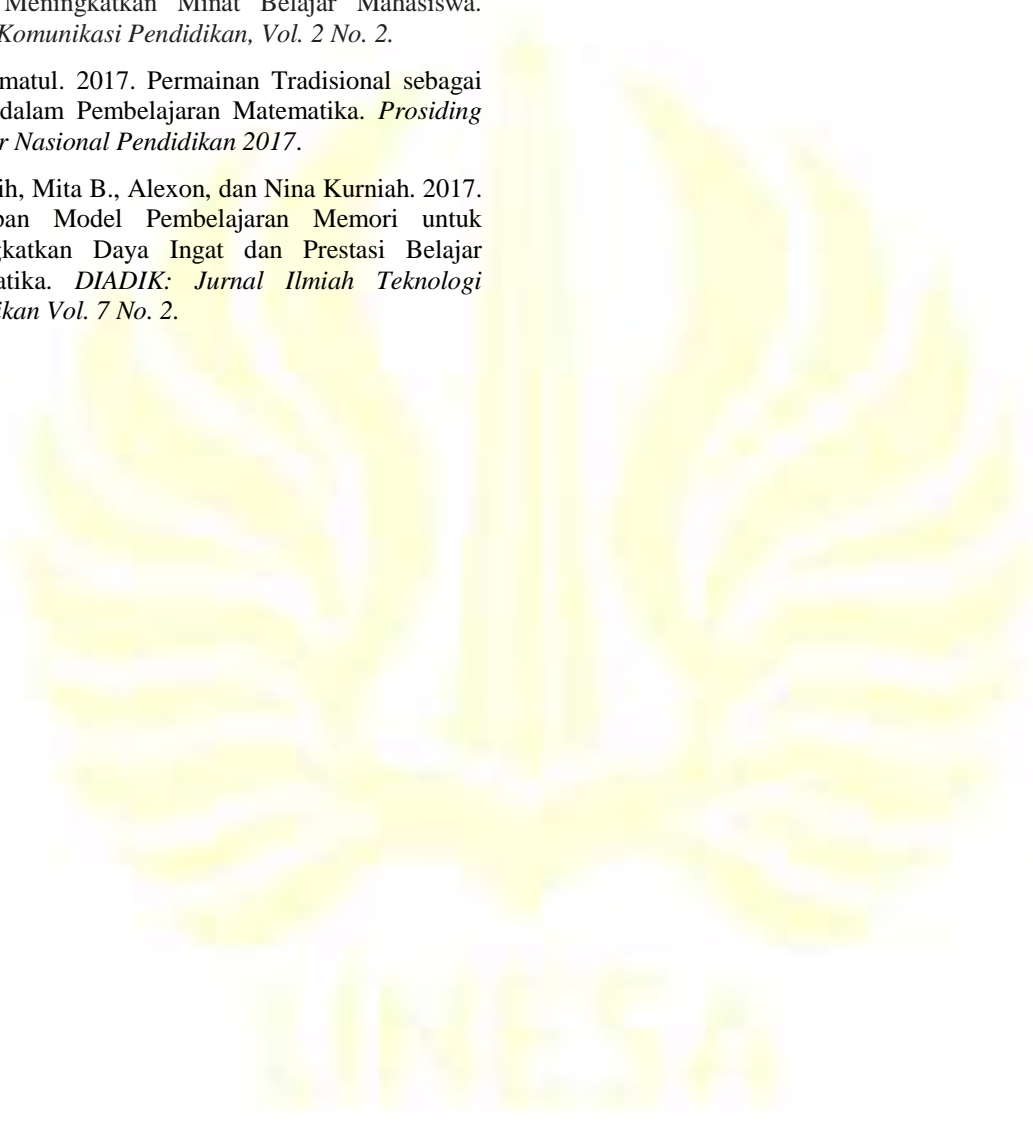 Meningkatkan Minat Belajar Mahasiswa.
Komunikasi Pendidikan, Vol. 2 No. 2.
matul. 2017. Permainan Tradisional sebagai
dalam Pembelajaran Matematika. Prosiding
r Nasional Pendidikan 2017.
ih, Mita B., Alexon, dan Nina Kurniah. 2017.
pan Model Pembelajaran Memori untuk
gkatkan Daya Ingat dan Prestasi Belajar
atika. DIADIK: Jurnal Ilmiah Teknologi
ikan Vol. 7 No. 2.
UNESA